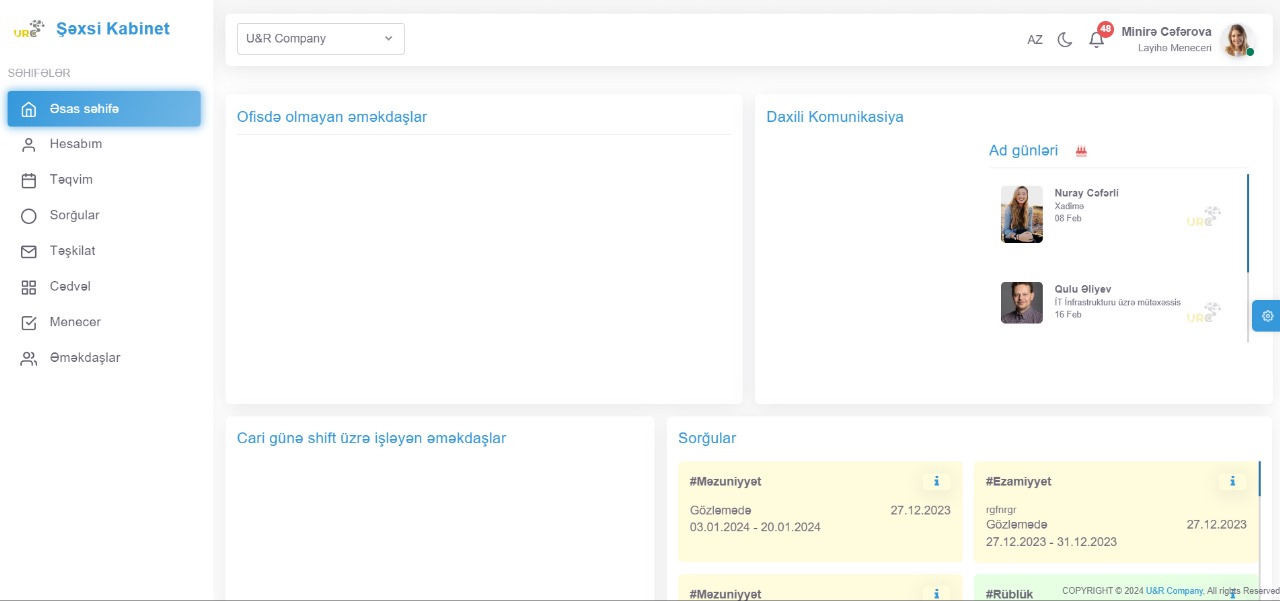 URC Şəxsi Kabinet
SƏHIFƏLƏR
Əsas səhifə
Hesabım
Təqvim
Sorğular
Təşkilat
Cədvəl
Menecer
Əməkdaşlar
U&R Company
AZ
48
Minirə Cəfərova
Layihə Meneceri
Ofisdə olmayan əməkdaşlar
Daxili Komunikasiya
Ad günləri
Nuray Cəfərli
Xadimə
08 Feb
URC
Qulu Əliyev
İT İnfrastrukturu üzrə mütəxəssis
16 Feb
URC
Cari günə shift üzrə işləyən əməkdaşlar
Sorğular
#Məzuniyyət
Gözləmədə 27.12.2023
03.01.2024 - 20.01.2024
#Ezamiyyət
rgfnrgr
Gözləmədə 27.12.2023
27.12.2023 - 31.12.2023
#Məzuniyyət
#Rüblük
COPYRIGHT © 2024 U&R Company, All rights Reserved